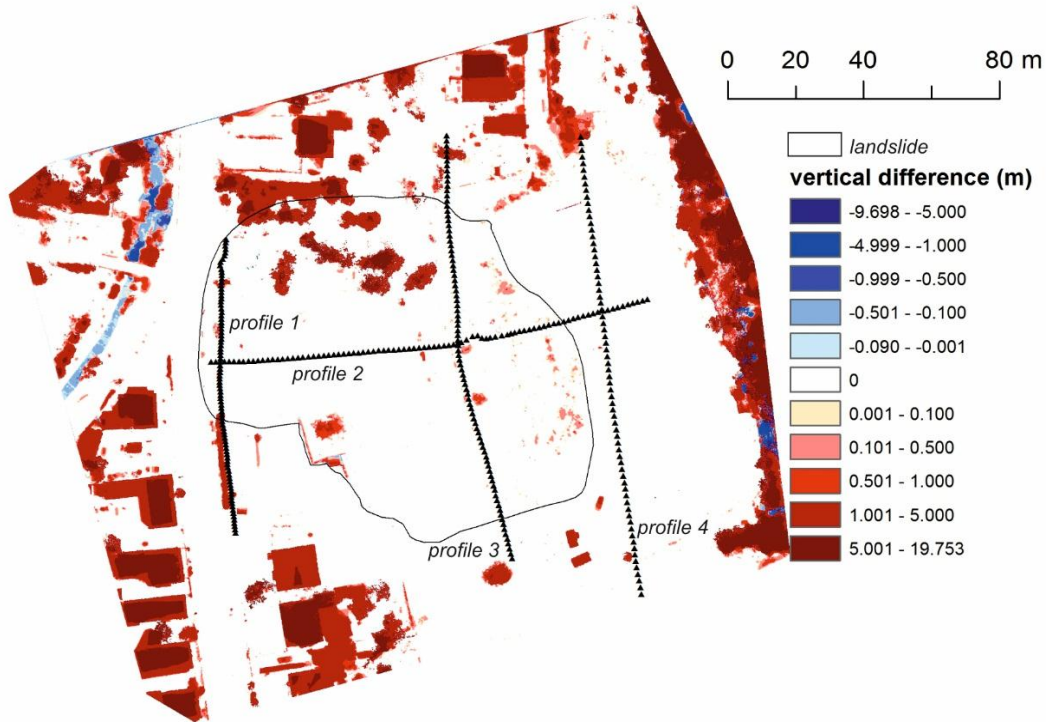 0 20 40 80 m
landslide
vertical difference (m)
-9.698 - -5.000
-4.999 - -1.000
-0.999 - -0.500
-0.501 - -0.100
-0.090 - -0.001
0
0.001 - 0.100
0.101 - 0.500
0.501 - 1.000
1.001 - 5.000
5.001 - 19.753
profile 1
profile 2
profile 3
profile 4